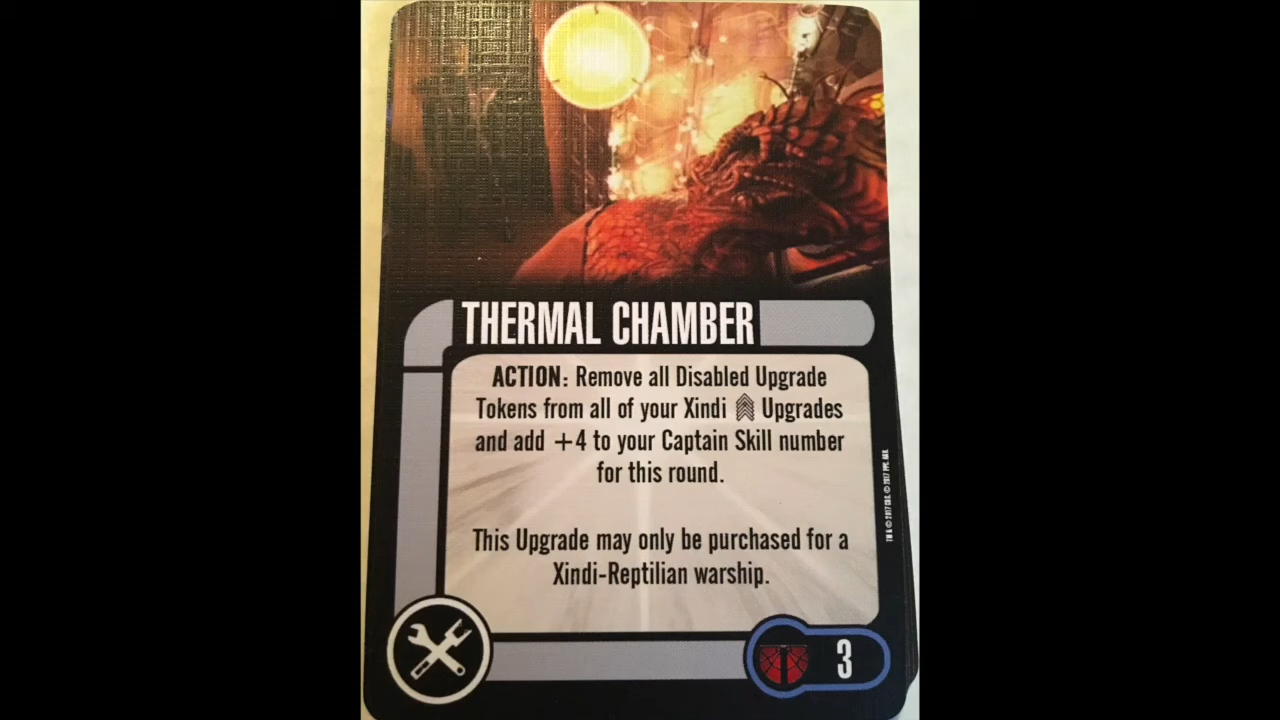 THERMAL CHAMBER
ACTION: Remove all Disabled Upgrade
Tokens from all of your Xindi Upgrades
and add +4 to your Captain Skill number
for this round.
This Upgrade may only be purchased for a
Xindi-Reptilian warship.
3